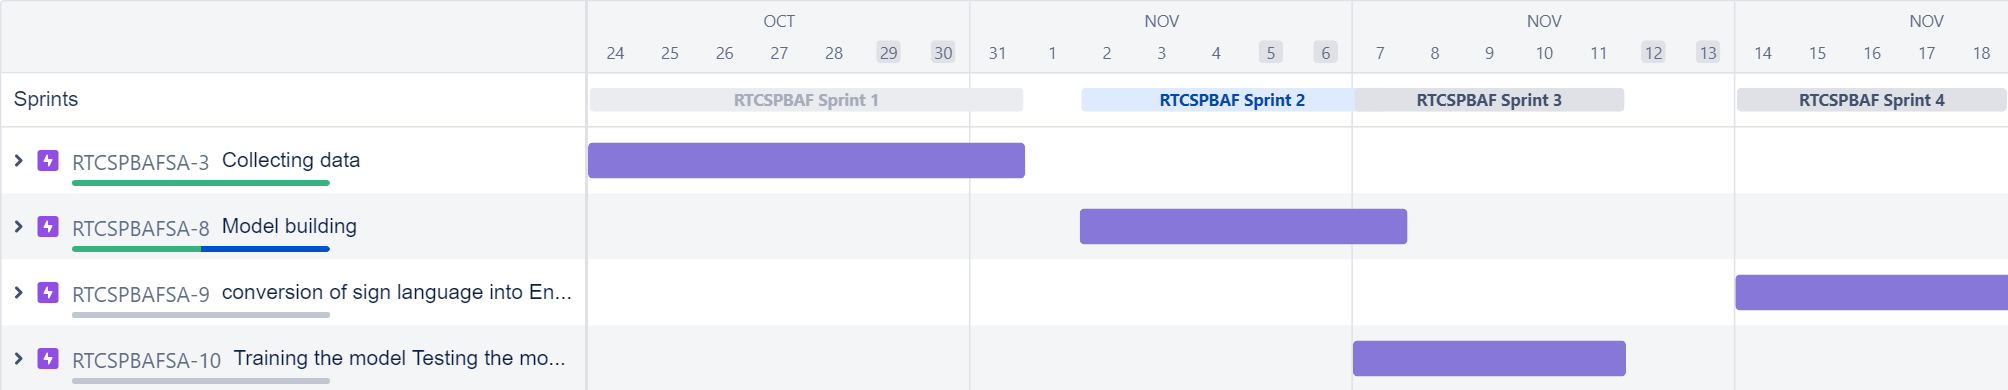 OCT NOV NOV NOV
24 25 26 27 28 29 30 31 1 2 3 4 5 6 7 8 9 10 11 12 13 14 15 16 17 18
Sprints RTCSPBAF Sprint 1 RTCSPBAF Sprint 2 RTCSPBAF Sprint 3 RTCSPBAF Sprint 4
RTCSPBAFSA-3 Collecting data
RTCSPBAFSA-8 Model building
RTCSPBAFSA-9 conversion of sign language into En...
RTCSPBAFSA-10 Training the model Testing the mo...